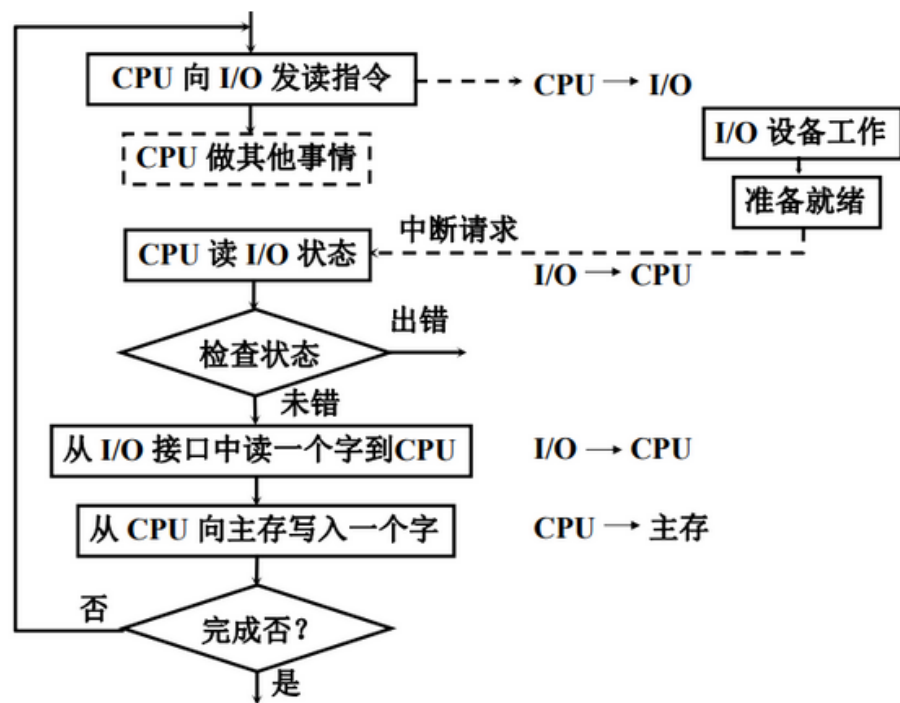 CPU 向 I/O 发读指令
CPU → I/O
I/O 设备工作
CPU 做其他事情
准备就绪
中断请求
CPU 读 I/O 状态
I/O → CPU
出错
检查状态
未错
从 I/O 接口中读一个字到CPU
I/O → CPU
从 CPU 向主存写入一个字
CPU → 主存
否
完成否？
是